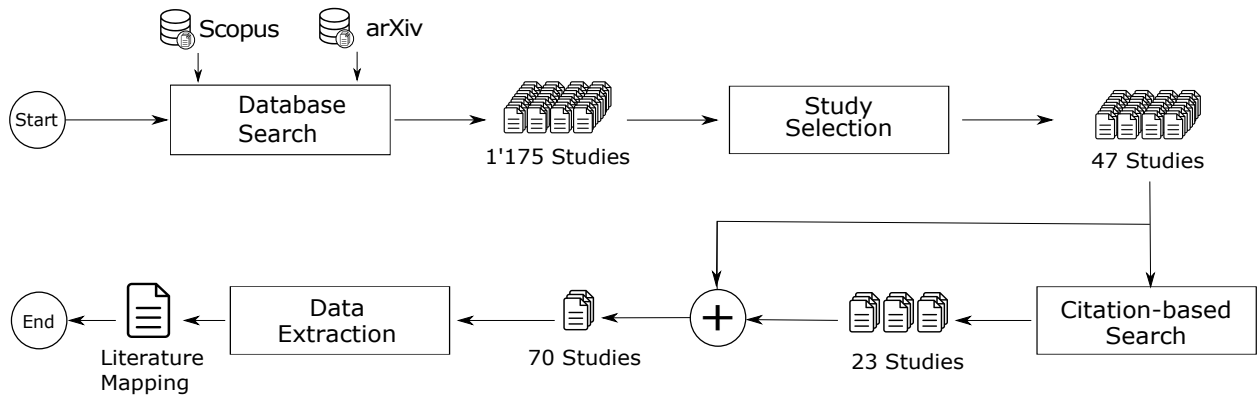 Scopus
arXiv
Start
Database
Search
1'175 Studies
Study
Selection
47 Studies
Citation-based
Search
23 Studies
+
70 Studies
Data
Extraction
Literature
Mapping
End